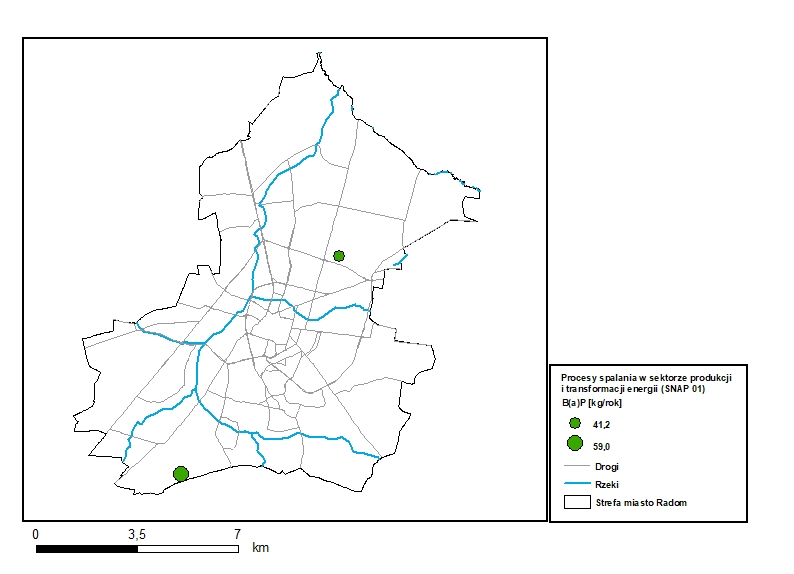 Procesy spalania w sektorze produkcji
i transformacji energii (SNAP 01)
B(a)P [kg/rok]
41,2
59,0
Drogi
Rzeki
Strefa miasto Radom
0 3,5 7
km